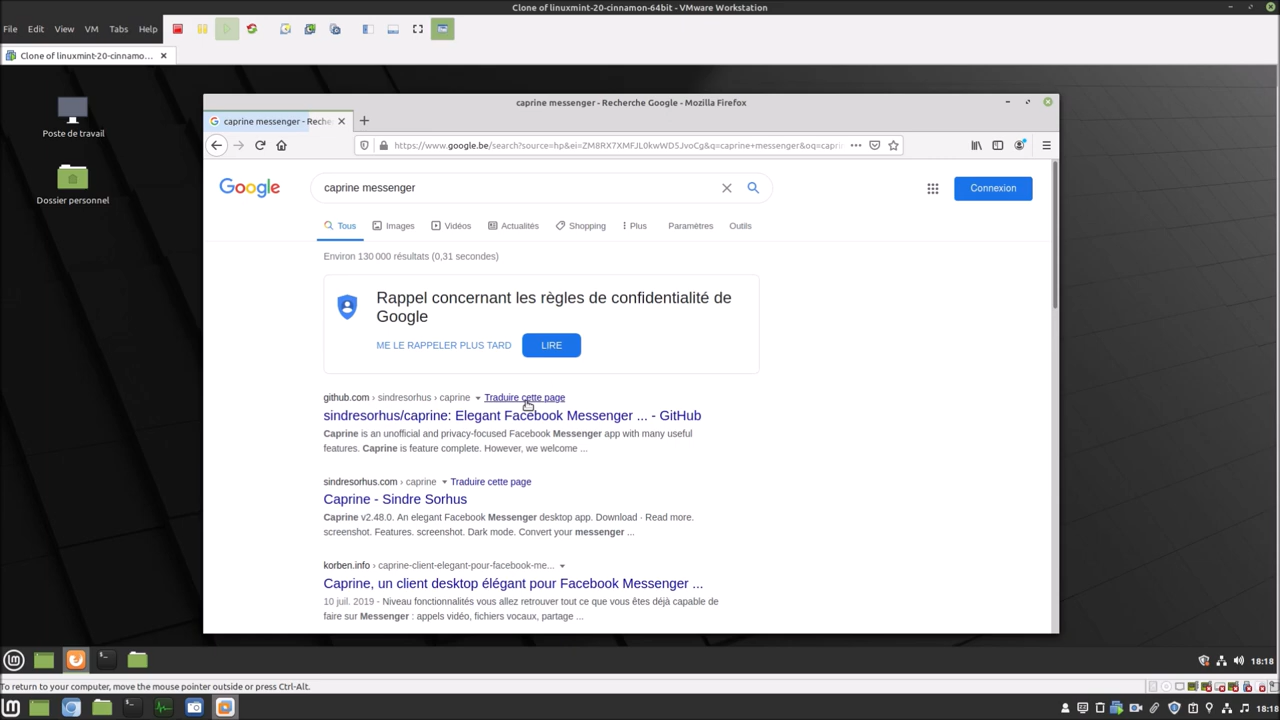 Clone of linuxmint-20-cinnamon-64bit - VMware Workstation
File Edit View VM Tabs Help
Clone of linuxmint-20-cinnamo...
Poste de travail
Dossier personnel
caprine messenger - Recherche Google - Mozilla Firefox
caprine messenger - Reche
https://www.google.be/search?source=hp&ei=ZM8RX7XMFJL0kwWD5JvoCg&q=caprine+messenger&oq=capri
Google
caprine messenger
Connexion
Tous Images Vidéos Actualités Shopping Plus Paramètres Outils
Environ 130 000 résultats (0,31 secondes)
Rappel concernant les règles de confidentialité de
Google
ME LE RAPPELER PLUS TARD LIRE
github.com › sindresorhus › caprine Traduire cette page
sindresorhus/caprine: Elegant Facebook Messenger ... - GitHub
Caprine is an unofficial and privacy-focused Facebook Messenger app with many useful
features. Caprine is feature complete. However, we welcome ...
sindresorhus.com › caprine Traduire cette page
Caprine - Sindre Sorhus
Caprine v2.48.0. An elegant Facebook Messenger desktop app. Download · Read more.
screenshot. Features. screenshot. Dark mode. Convert your messenger ...
korben.info › caprine-client-elegant-pour-facebook-me...
Caprine, un client desktop élégant pour Facebook Messenger ...
10 juil. 2019 - Niveau fonctionnalités vous allez retrouver tout ce que vous êtes déjà capable de
faire sur Messenger : appels vidéo, fichiers vocaux, partage ...
18:18
To return to your computer, move the mouse pointer outside or press Ctrl-Alt.
18:18